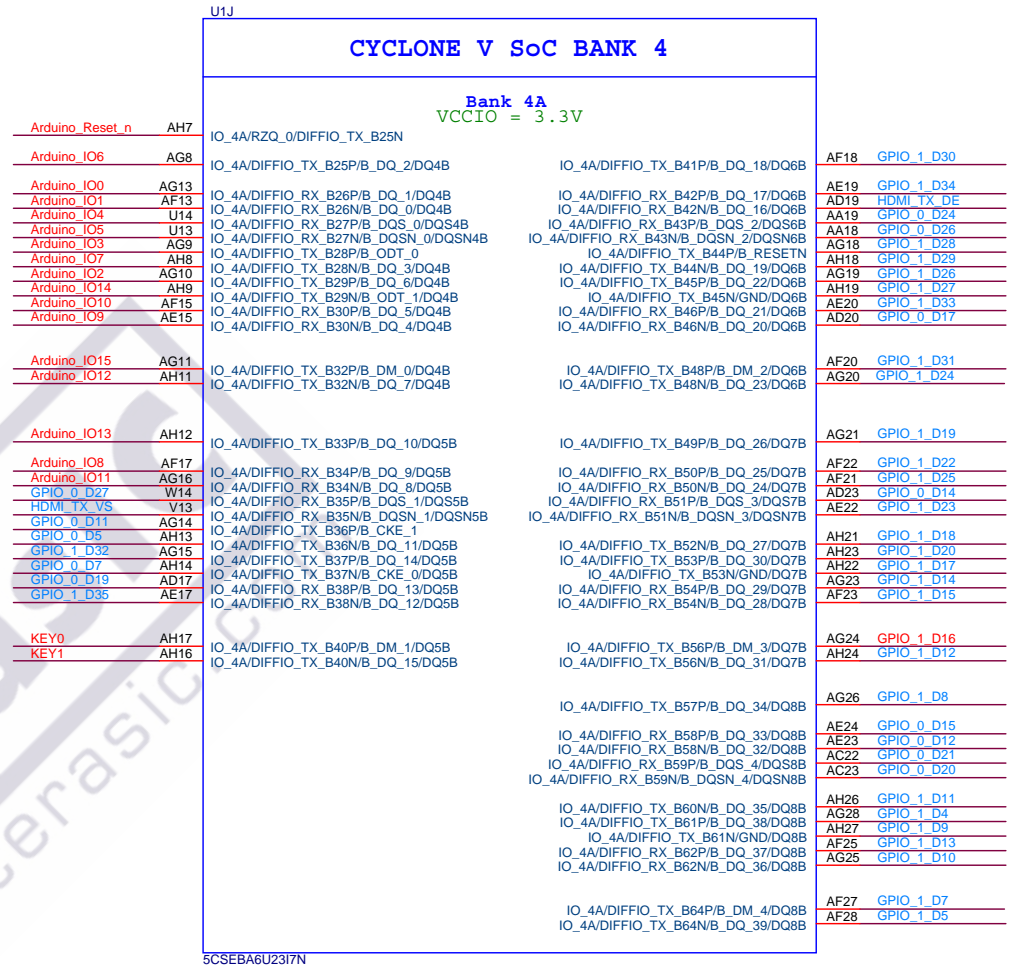 U1J
CYCLONE V SoC BANK 4
Bank 4A
VCCIO = 3.3V
Arduino_Reset_n AH7 IO_4A/RZQ_0/DIFFIO_TX_B25N
Arduino_IO6 AG8 IO_4A/DIFFIO_TX_B25P/B_DQ_2/DQ4B
Arduino_IO0 AG13 IO_4A/DIFFIO_RX_B26P/B_DQ_1/DQ4B
Arduino_IO1 AF13 IO_4A/DIFFIO_RX_B26N/B_DQ_0/DQ4B
Arduino_IO4 U14 IO_4A/DIFFIO_RX_B27P/B_DQS_0/DQS4B
Arduino_IO5 U13 IO_4A/DIFFIO_RX_B27N/B_DQSN_0/DQSN4B
Arduino_IO3 AG9 IO_4A/DIFFIO_TX_B28P/B_ODT_0
Arduino_IO7 AH8 IO_4A/DIFFIO_TX_B28N/B_DQ_3/DQ4B
Arduino_IO2 AG10 IO_4A/DIFFIO_TX_B29P/B_DQ_6/DQ4B
Arduino_IO14 AH9 IO_4A/DIFFIO_TX_B29N/B_ODT_1/DQ4B
Arduino_IO10 AF15 IO_4A/DIFFIO_RX_B30P/B_DQ_5/DQ4B
Arduino_IO9 AE15 IO_4A/DIFFIO_RX_B30N/B_DQ_4/DQ4B
Arduino_IO15 AG11 IO_4A/DIFFIO_TX_B32P/B_DM_0/DQ4B
Arduino_IO12 AH11 IO_4A/DIFFIO_TX_B32N/B_DQ_7/DQ4B
Arduino_IO13 AH12 IO_4A/DIFFIO_TX_B33P/B_DQ_10/DQ5B
Arduino_IO8 AF17 IO_4A/DIFFIO_RX_B34P/B_DQ_9/DQ5B
Arduino_IO11 AG16 IO_4A/DIFFIO_RX_B34N/B_DQ_8/DQ5B
GPIO_0_D27 W14 IO_4A/DIFFIO_RX_B35P/B_DQS_1/DQS5B
HDMI_TX_VS V13 IO_4A/DIFFIO_RX_B35N/B_DQSN_1/DQSN5B
GPIO_0_D11 AG14 IO_4A/DIFFIO_TX_B36P/B_CKE_1
GPIO_0_D5 AH13 IO_4A/DIFFIO_TX_B36N/B_DQ_11/DQ5B
GPIO_1_D32 AG15 IO_4A/DIFFIO_TX_B37P/B_DQ_14/DQ5B
GPIO_0_D7 AH14 IO_4A/DIFFIO_TX_B37N/B_CKE_0/DQ5B
GPIO_0_D19 AD17 IO_4A/DIFFIO_RX_B38P/B_DQ_13/DQ5B
GPIO_1_D35 AE17 IO_4A/DIFFIO_RX_B38N/B_DQ_12/DQ5B
KEY0 AH17 IO_4A/DIFFIO_TX_B40P/B_DM_1/DQ5B
KEY1 AH16 IO_4A/DIFFIO_TX_B40N/B_DQ_15/DQ5B
IO_4A/DIFFIO_TX_B41P/B_DQ_18/DQ6B AF18 GPIO_1_D30
IO_4A/DIFFIO_RX_B42P/B_DQ_17/DQ6B AE19 GPIO_1_D34
IO_4A/DIFFIO_RX_B42N/B_DQ_16/DQ6B AD19 HDMI_TX_DE
IO_4A/DIFFIO_RX_B43P/B_DQS_2/DQS6B AA19 GPIO_0_D24
IO_4A/DIFFIO_RX_B43N/B_DQSN_2/DQSN6B AA18 GPIO_0_D26
IO_4A/DIFFIO_TX_B44P/B_RESETN AG18 GPIO_1_D28
IO_4A/DIFFIO_TX_B44N/B_DQ_19/DQ6B AH18 GPIO_1_D29
IO_4A/DIFFIO_TX_B45P/B_DQ_22/DQ6B AG19 GPIO_1_D26
IO_4A/DIFFIO_TX_B45N/GND/DQ6B AH19 GPIO_1_D27
IO_4A/DIFFIO_RX_B46P/B_DQ_21/DQ6B AE20 GPIO_1_D33
IO_4A/DIFFIO_RX_B46N/B_DQ_20/DQ6B AD20 GPIO_0_D17
IO_4A/DIFFIO_TX_B48P/B_DM_2/DQ6B AF20 GPIO_1_D31
IO_4A/DIFFIO_TX_B48N/B_DQ_23/DQ6B AG20 GPIO_1_D24
IO_4A/DIFFIO_TX_B49P/B_DQ_26/DQ7B AG21 GPIO_1_D19
IO_4A/DIFFIO_RX_B50P/B_DQ_25/DQ7B AF22 GPIO_1_D22
IO_4A/DIFFIO_RX_B50N/B_DQ_24/DQ7B AF21 GPIO_1_D25
IO_4A/DIFFIO_RX_B51P/B_DQS_3/DQS7B AD23 GPIO_0_D14
IO_4A/DIFFIO_RX_B51N/B_DQSN_3/DQSN7B AE22 GPIO_1_D23
IO_4A/DIFFIO_TX_B52N/B_DQ_27/DQ7B AH21 GPIO_1_D18
IO_4A/DIFFIO_TX_B53P/B_DQ_30/DQ7B AH23 GPIO_1_D20
IO_4A/DIFFIO_TX_B53N/GND/DQ7B AH22 GPIO_1_D17
IO_4A/DIFFIO_RX_B54P/B_DQ_29/DQ7B AG23 GPIO_1_D14
IO_4A/DIFFIO_RX_B54N/B_DQ_28/DQ7B AF23 GPIO_1_D15
IO_4A/DIFFIO_TX_B56P/B_DM_3/DQ7B AG24 GPIO_1_D16
IO_4A/DIFFIO_TX_B56N/B_DQ_31/DQ7B AH24 GPIO_1_D12
IO_4A/DIFFIO_TX_B57P/B_DQ_34/DQ8B AG26 GPIO_1_D8
IO_4A/DIFFIO_RX_B58P/B_DQ_33/DQ8B AE24 GPIO_0_D15
IO_4A/DIFFIO_RX_B58N/B_DQ_32/DQ8B AE23 GPIO_0_D12
IO_4A/DIFFIO_RX_B59P/B_DQS_4/DQS8B AC22 GPIO_0_D21
IO_4A/DIFFIO_RX_B59N/B_DQSN_4/DQSN8B AC23 GPIO_0_D20
IO_4A/DIFFIO_TX_B60N/B_DQ_35/DQ8B AH26 GPIO_1_D11
IO_4A/DIFFIO_TX_B61P/B_DQ_38/DQ8B AG28 GPIO_1_D4
IO_4A/DIFFIO_TX_B61N/GND/DQ8B AH27 GPIO_1_D9
IO_4A/DIFFIO_RX_B62P/B_DQ_37/DQ8B AF25 GPIO_1_D13
IO_4A/DIFFIO_RX_B62N/B_DQ_36/DQ8B AG25 GPIO_1_D10
IO_4A/DIFFIO_TX_B64P/B_DM_4/DQ8B AF27 GPIO_1_D7
IO_4A/DIFFIO_TX_B64N/B_DQ_39/DQ8B AF28 GPIO_1_D5
5CSEBA6U23I7N
erasic.com